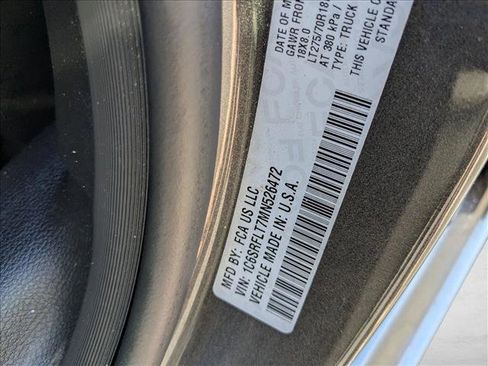 DATE OF M
GAWR FRO
18X8.0
LT275/70R18
AT 380 kPa /
TYPE: TRUCK
THIS VEHICLE C
STANDA
MFD BY: FCA US LLC
VIN: 1C6SRFLT7MN526472
VEHICLE MADE IN: U.S.A.